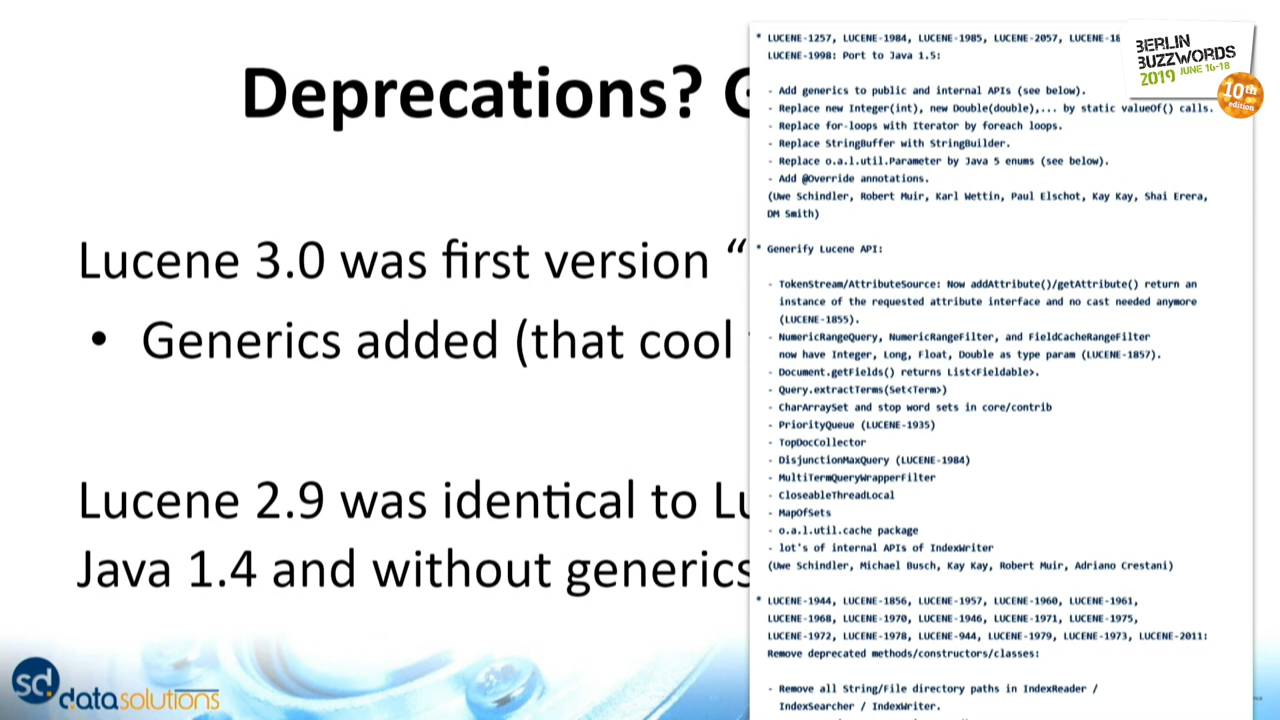 Deprecations? G
Lucene 3.0 was first version “
• Generics added (that cool
Lucene 2.9 was identical to Lu
Java 1.4 and without generics
* LUCENE-1257, LUCENE-1984, LUCENE-1985, LUCENE-2057, LUCENE-18
LUCENE-1998: Port to Java 1.5:
- Add generics to public and internal APIs (see below).
- Replace new Integer(int), new Double(double),... by static valueOf() calls.
- Replace for-loops with Iterator by foreach loops.
- Replace StringBuffer with StringBuilder.
- Replace o.a.l.util.Parameter by Java 5 enums (see below).
- Add @Override annotations.
(Uwe Schindler, Robert Muir, Karl Wettin, Paul Elschot, Kay Kay, Shai Erera,
DM Smith)
* Generify Lucene API:
- TokenStream/AttributeSource: Now addAttribute()/getAttribute() return an
instance of the requested attribute interface and no cast needed anymore
(LUCENE-1855).
- NumericRangeQuery, NumericRangeFilter, and FieldCacheRangeFilter
now have Integer, Long, Float, Double as type param (LUCENE-1857).
- Document.getFields() returns List<Fieldable>.
- Query.extractTerms(Set<Term>)
- CharArraySet and stop word sets in core/contrib
- PriorityQueue (LUCENE-1935)
- TopDocCollector
- DisjunctionMaxQuery (LUCENE-1984)
- MultiTermQueryWrapperFilter
- CloseableThreadLocal
- MapOfSets
- o.a.l.util.cache package
- lot's of internal APIs of IndexWriter
(Uwe Schindler, Michael Busch, Kay Kay, Robert Muir, Adriano Crestani)
* LUCENE-1944, LUCENE-1856, LUCENE-1957, LUCENE-1960, LUCENE-1961,
LUCENE-1968, LUCENE-1970, LUCENE-1946, LUCENE-1971, LUCENE-1975,
LUCENE-1972, LUCENE-1978, LUCENE-944, LUCENE-1979, LUCENE-1973, LUCENE-2011:
Remove deprecated methods/constructors/classes:
- Remove all String/File directory paths in IndexReader /
IndexSearcher / IndexWriter.
BERLIN
BUZZWORDS
2019 JUNE 16-18
10th
edition
sd datasolutions